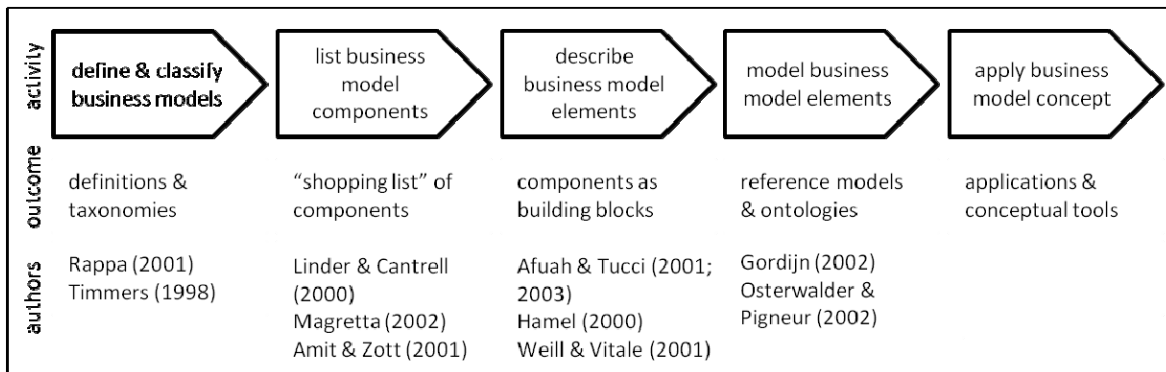 activity
define & classify
business models
list business
model
components
describe
business model
elements
model business
model elements
apply business
model concept
outcome
definitions &
taxonomies
“shopping list” of
components
components as
building blocks
reference models
& ontologies
applications &
conceptual tools
authors
Rappa (2001)
Timmers (1998)
Linder & Cantrell
(2000)
Magretta (2002)
Amit & Zott (2001)
Afuah & Tucci (2001;
2003)
Hamel (2000)
Weill & Vitale (2001)
Gordijn (2002)
Osterwalder &
Pigneur (2002)